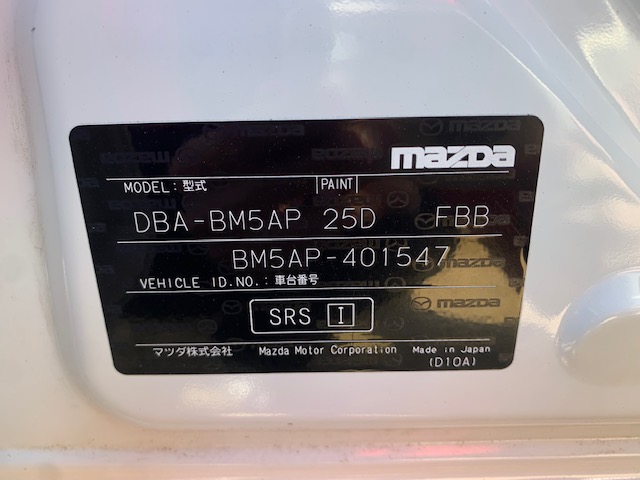 mazda
MODEL: 型式 PAINT
DBA-BM5AP 25D FBB
BM5AP-401547
VEHICLE ID.NO.: 車台番号
mazda
SRS I
マツダ株式会社 Mazda Motor Corporation Made in Japan
(D10A)